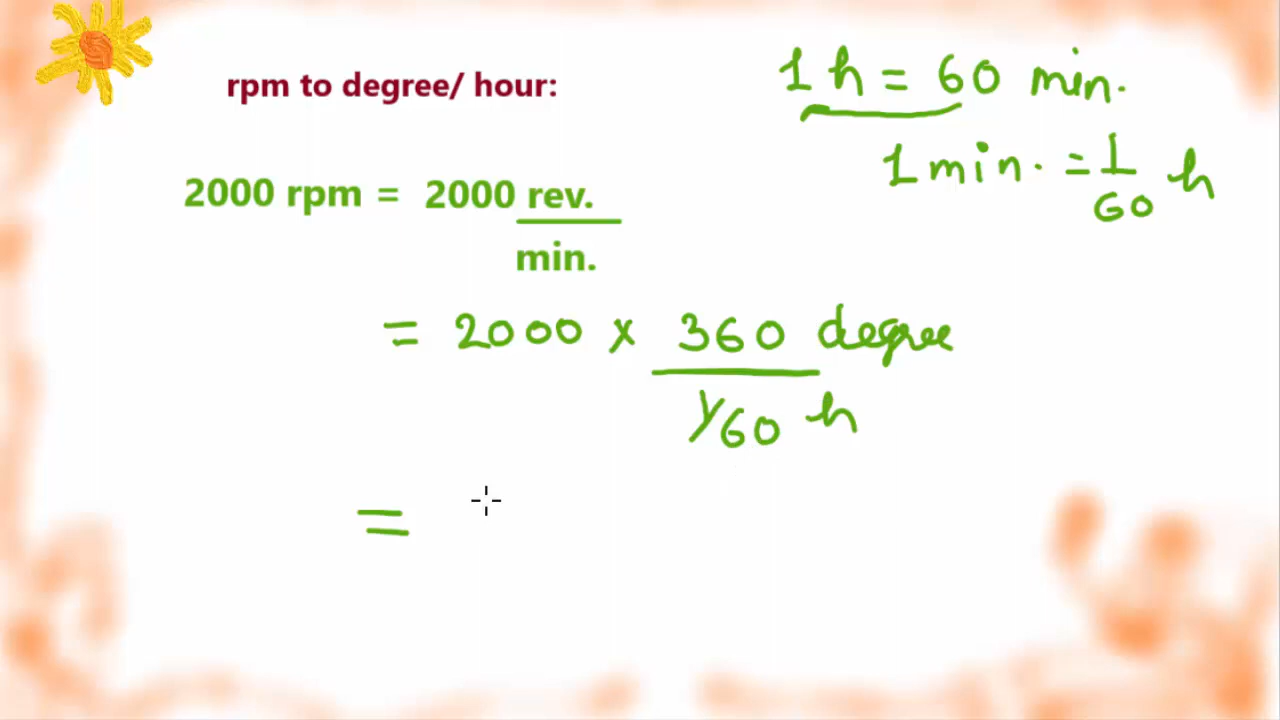 rpm to degree/ hour:
1 h = 60 min.
1 min. = 1/60 h
2000 rpm = 2000 rev.
min.
= 2000 x 360 degree
1/60 h
=